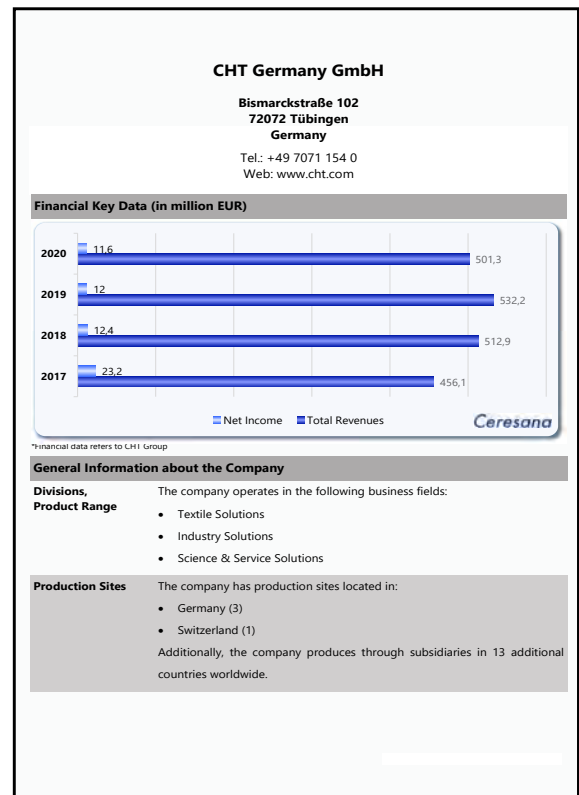 CHT Germany GmbH
Bismarckstraße 102
72072 Tübingen
Germany
Tel.: +49 7071 154 0
Web: www.cht.com
Financial Key Data (in million EUR)
2020 11,6 501,3
2019 12 532,2
2018 12,4 512,9
2017 23,2 456,1
Net Income Total Revenues
Ceresana
*Financial data refers to CHT Group
General Information about the Company
Divisions, The company operates in the following business fields:
Product Range
• Textile Solutions
• Industry Solutions
• Science & Service Solutions
Production Sites The company has production sites located in:
• Germany (3)
• Switzerland (1)
Additionally, the company produces through subsidiaries in 13 additional
countries worldwide.